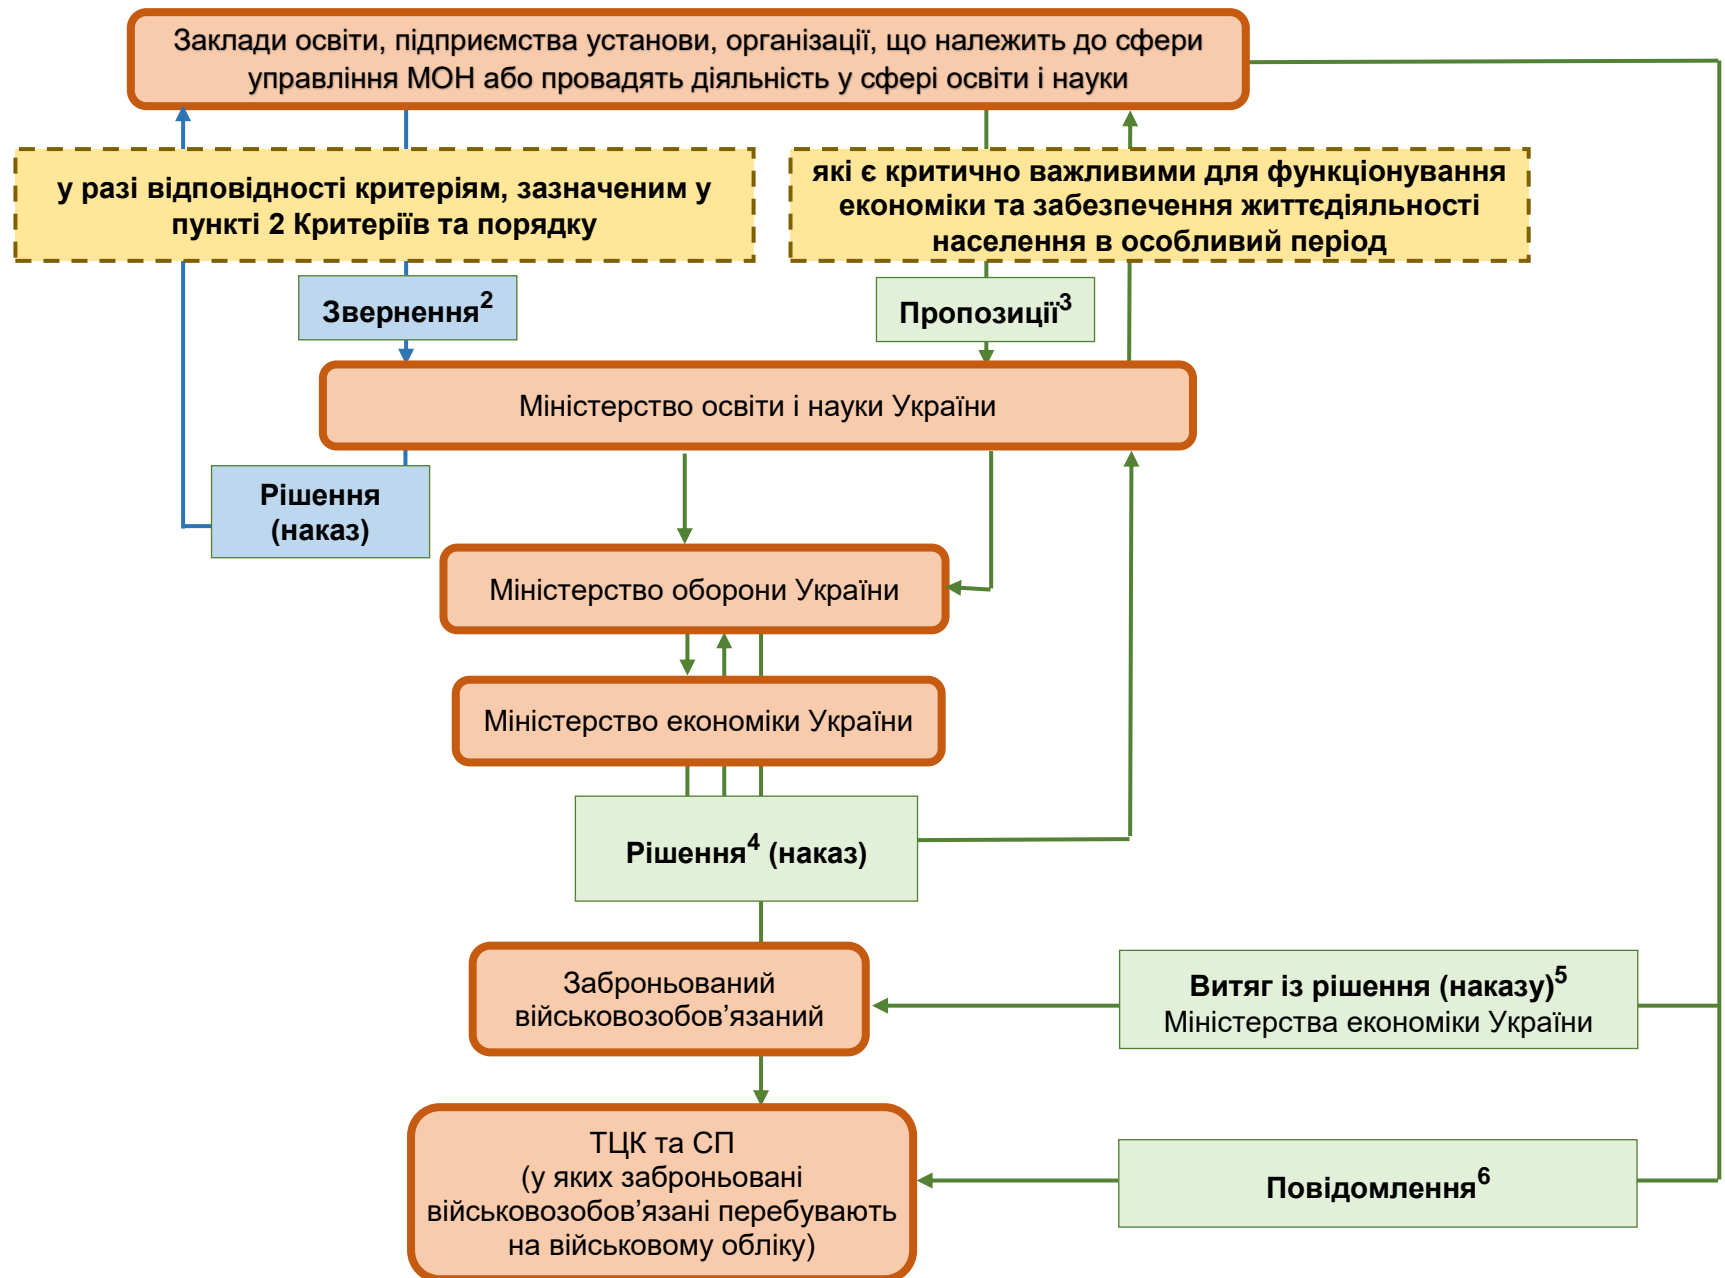 Заклади освіти, підприємства установи, організації, що належить до сфери
управління МОН або провадять діяльність у сфері освіти і науки
у разі відповідності критеріям, зазначеним у
пункті 2 Критеріїв та порядку
які є критично важливими для функціонування
економіки та забезпечення життєдіяльності
населення в особливий період
Звернення2
Пропозиції3
Міністерство освіти і науки України
Рішення
(наказ)
Міністерство оборони України
Міністерство економіки України
Рішення4 (наказ)
Заброньований
військовозобов’язаний
Витяг із рішення (наказу)5
Міністерства економіки України
ТЦК та СП
(у яких заброньовані
військовозобов’язані перебувають
на військовому обліку)
Повідомлення6